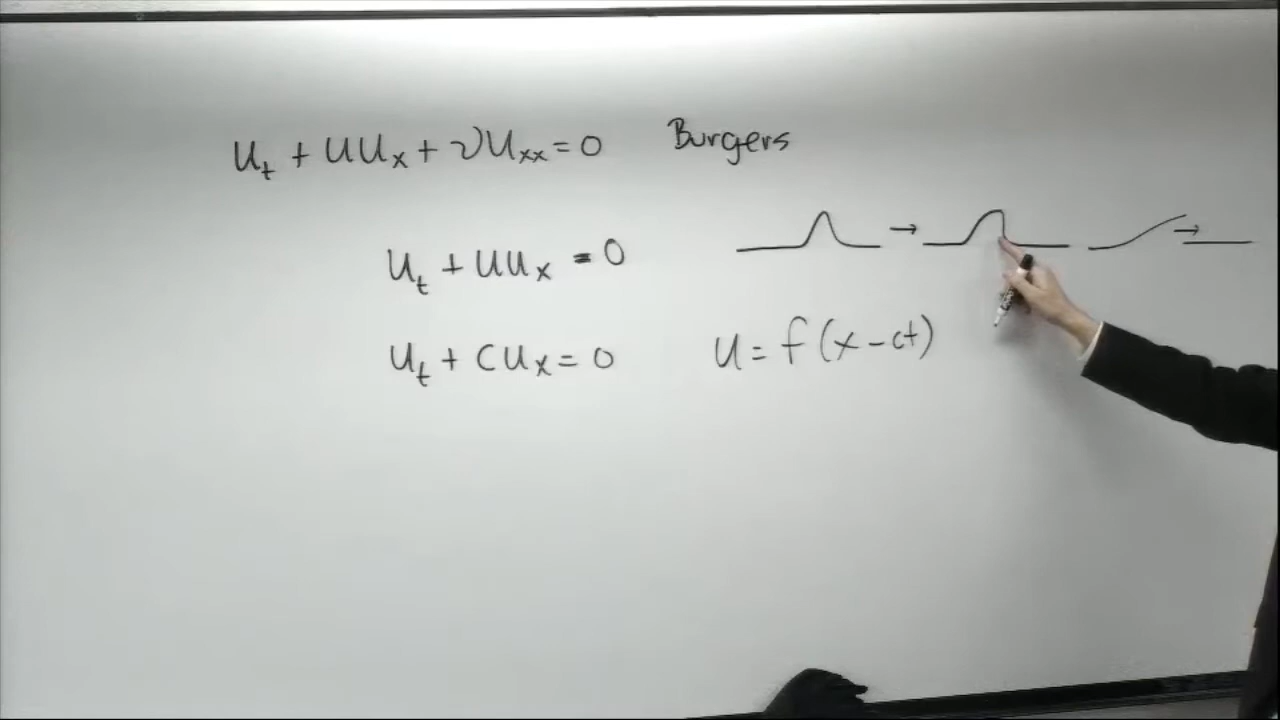 u_t + uu_x + νu_xx = 0 Burgers
u_t + uu_x = 0
→ →
u_t + cu_x = 0 u = f(x - ct)